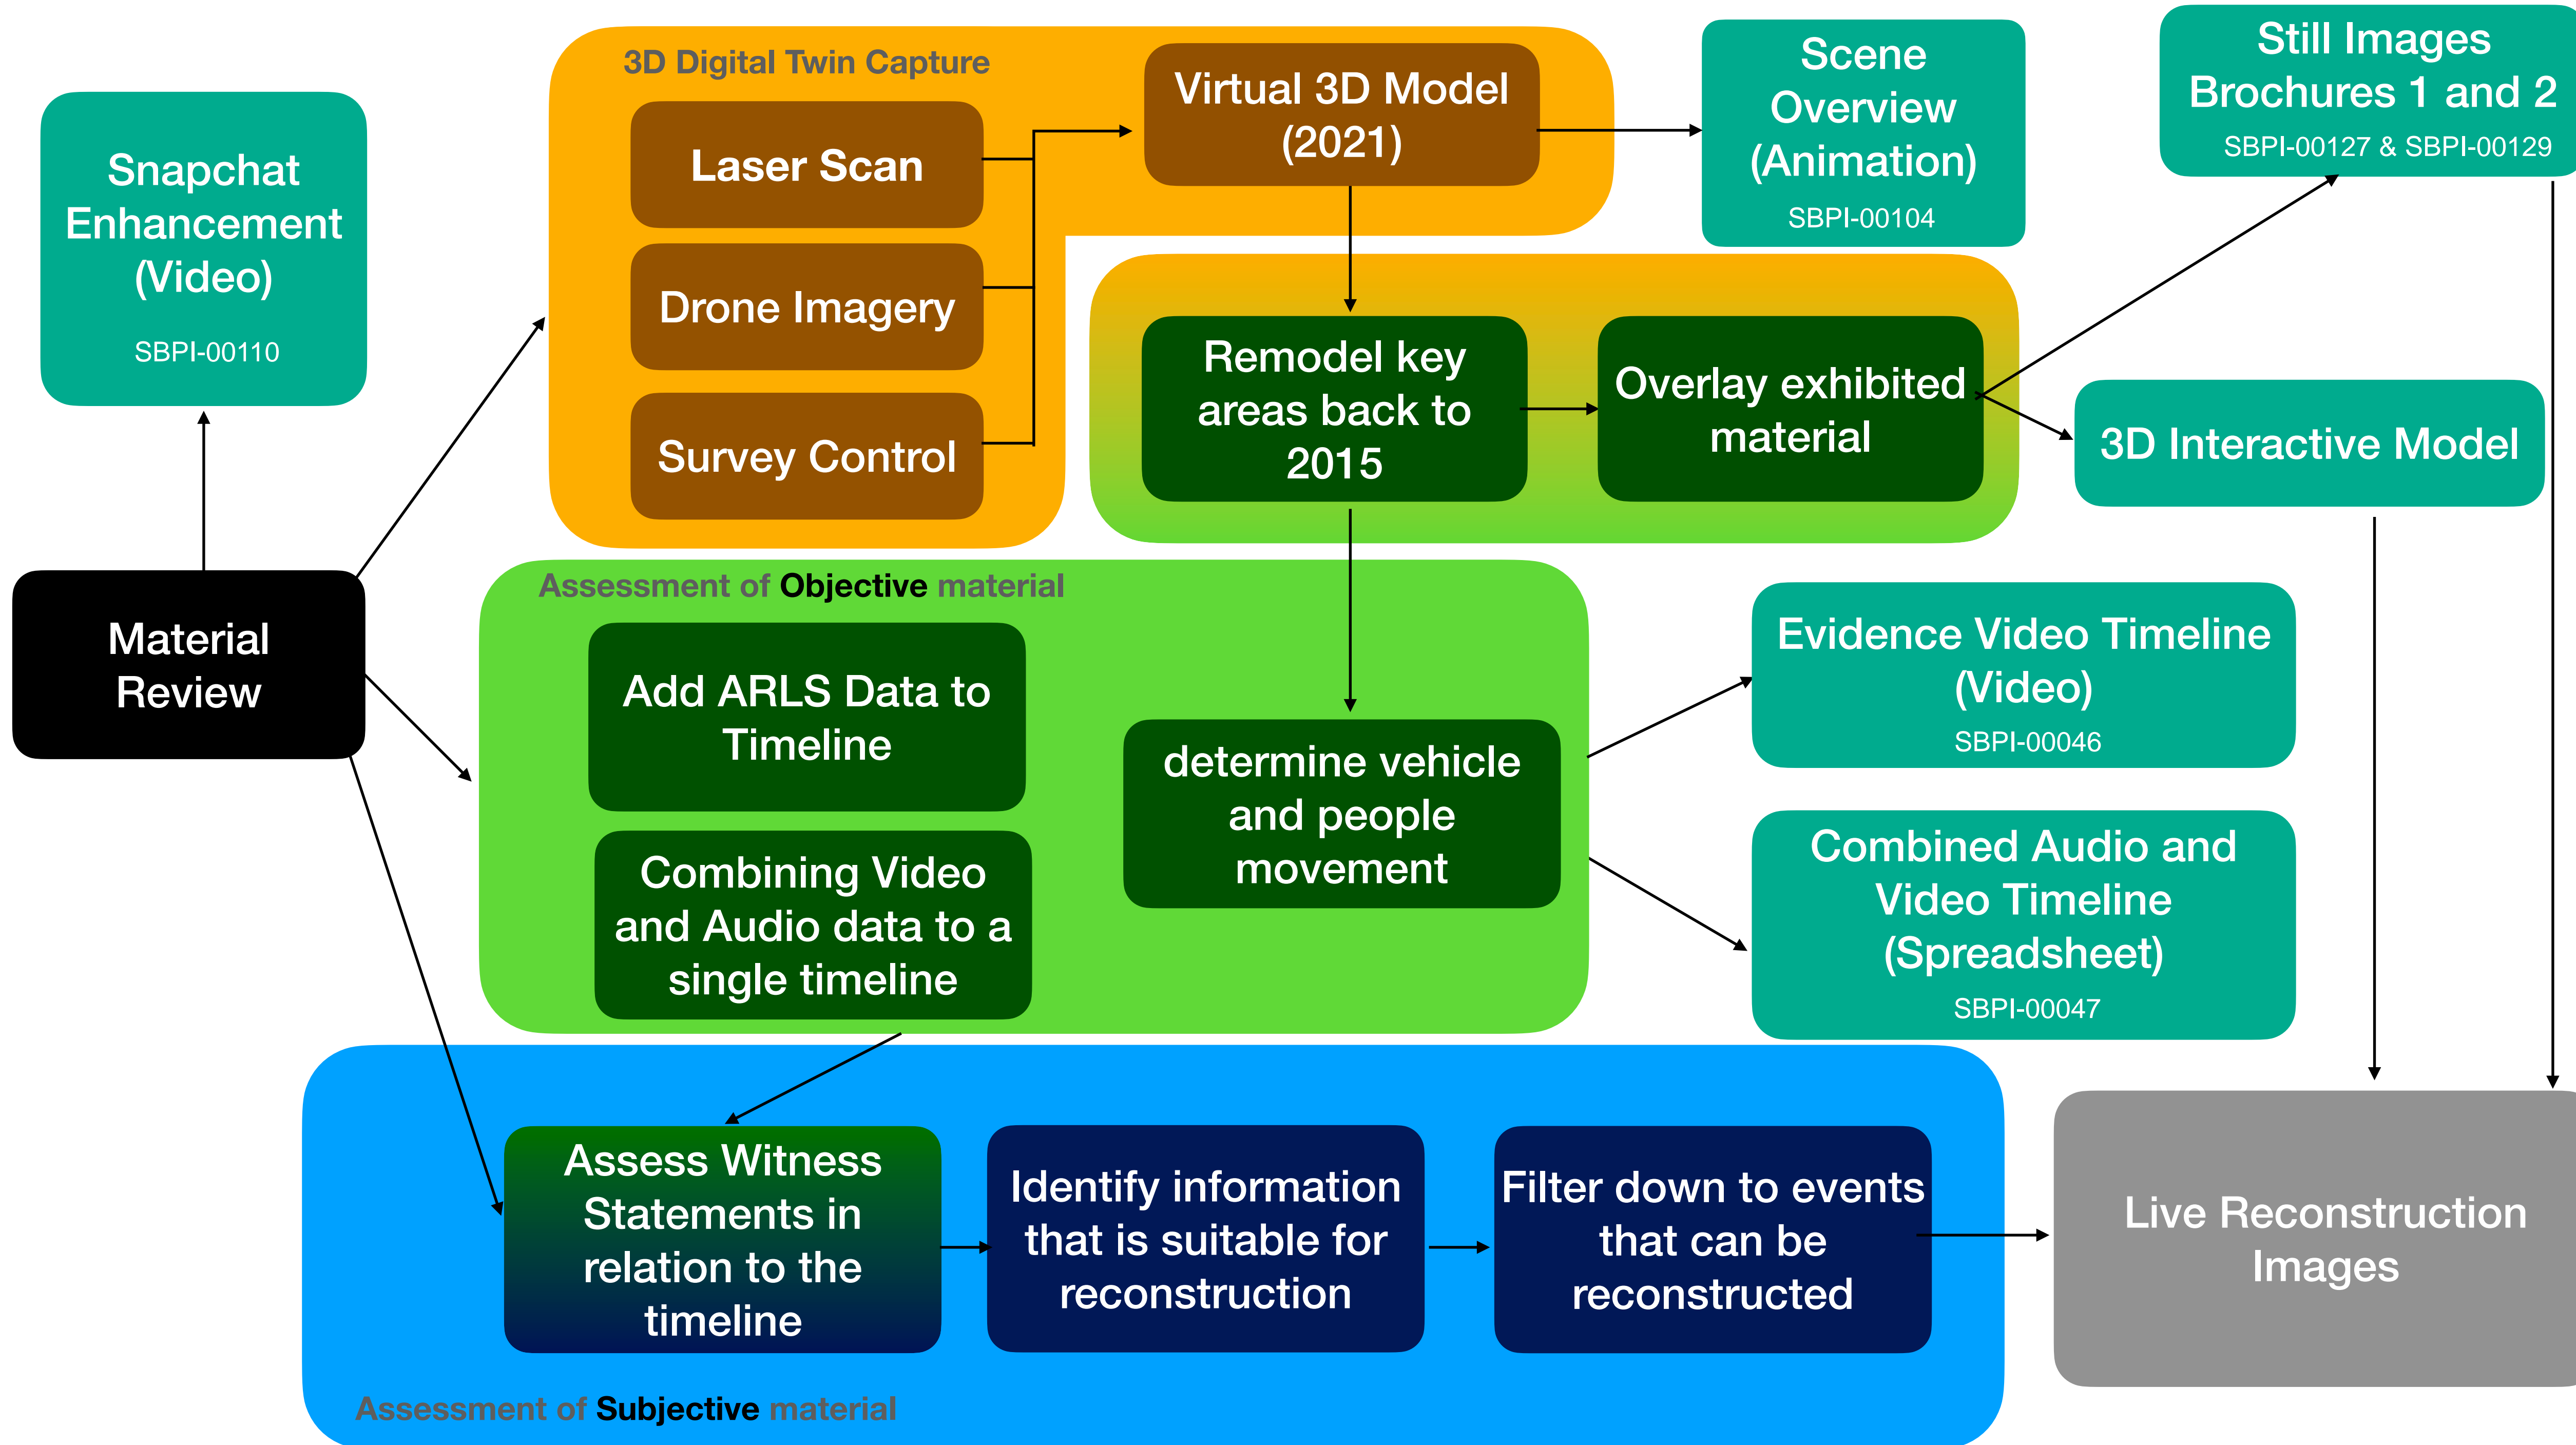 3D Digital Twin Capture
Laser Scan
Drone Imagery
Survey Control
Virtual 3D Model
(2021)
Scene
Overview
(Animation)
SBPI-00104
Still Images
Brochures 1 and 2
SBPI-00127 & SBPI-00129
Snapchat
Enhancement
(Video)
SBPI-00110
Remodel key
areas back to
2015
Overlay exhibited
material
3D Interactive Model
Material
Review
Assessment of Objective material
Add ARLS Data to
Timeline
Combining Video
and Audio data to a
single timeline
determine vehicle
and people
movement
Evidence Video Timeline
(Video)
SBPI-00046
Combined Audio and
Video Timeline
(Spreadsheet)
SBPI-00047
Assess Witness
Statements in
relation to the
timeline
Identify information
that is suitable for
reconstruction
Filter down to events
that can be
reconstructed
Live Reconstruction
Images
Assessment of Subjective material